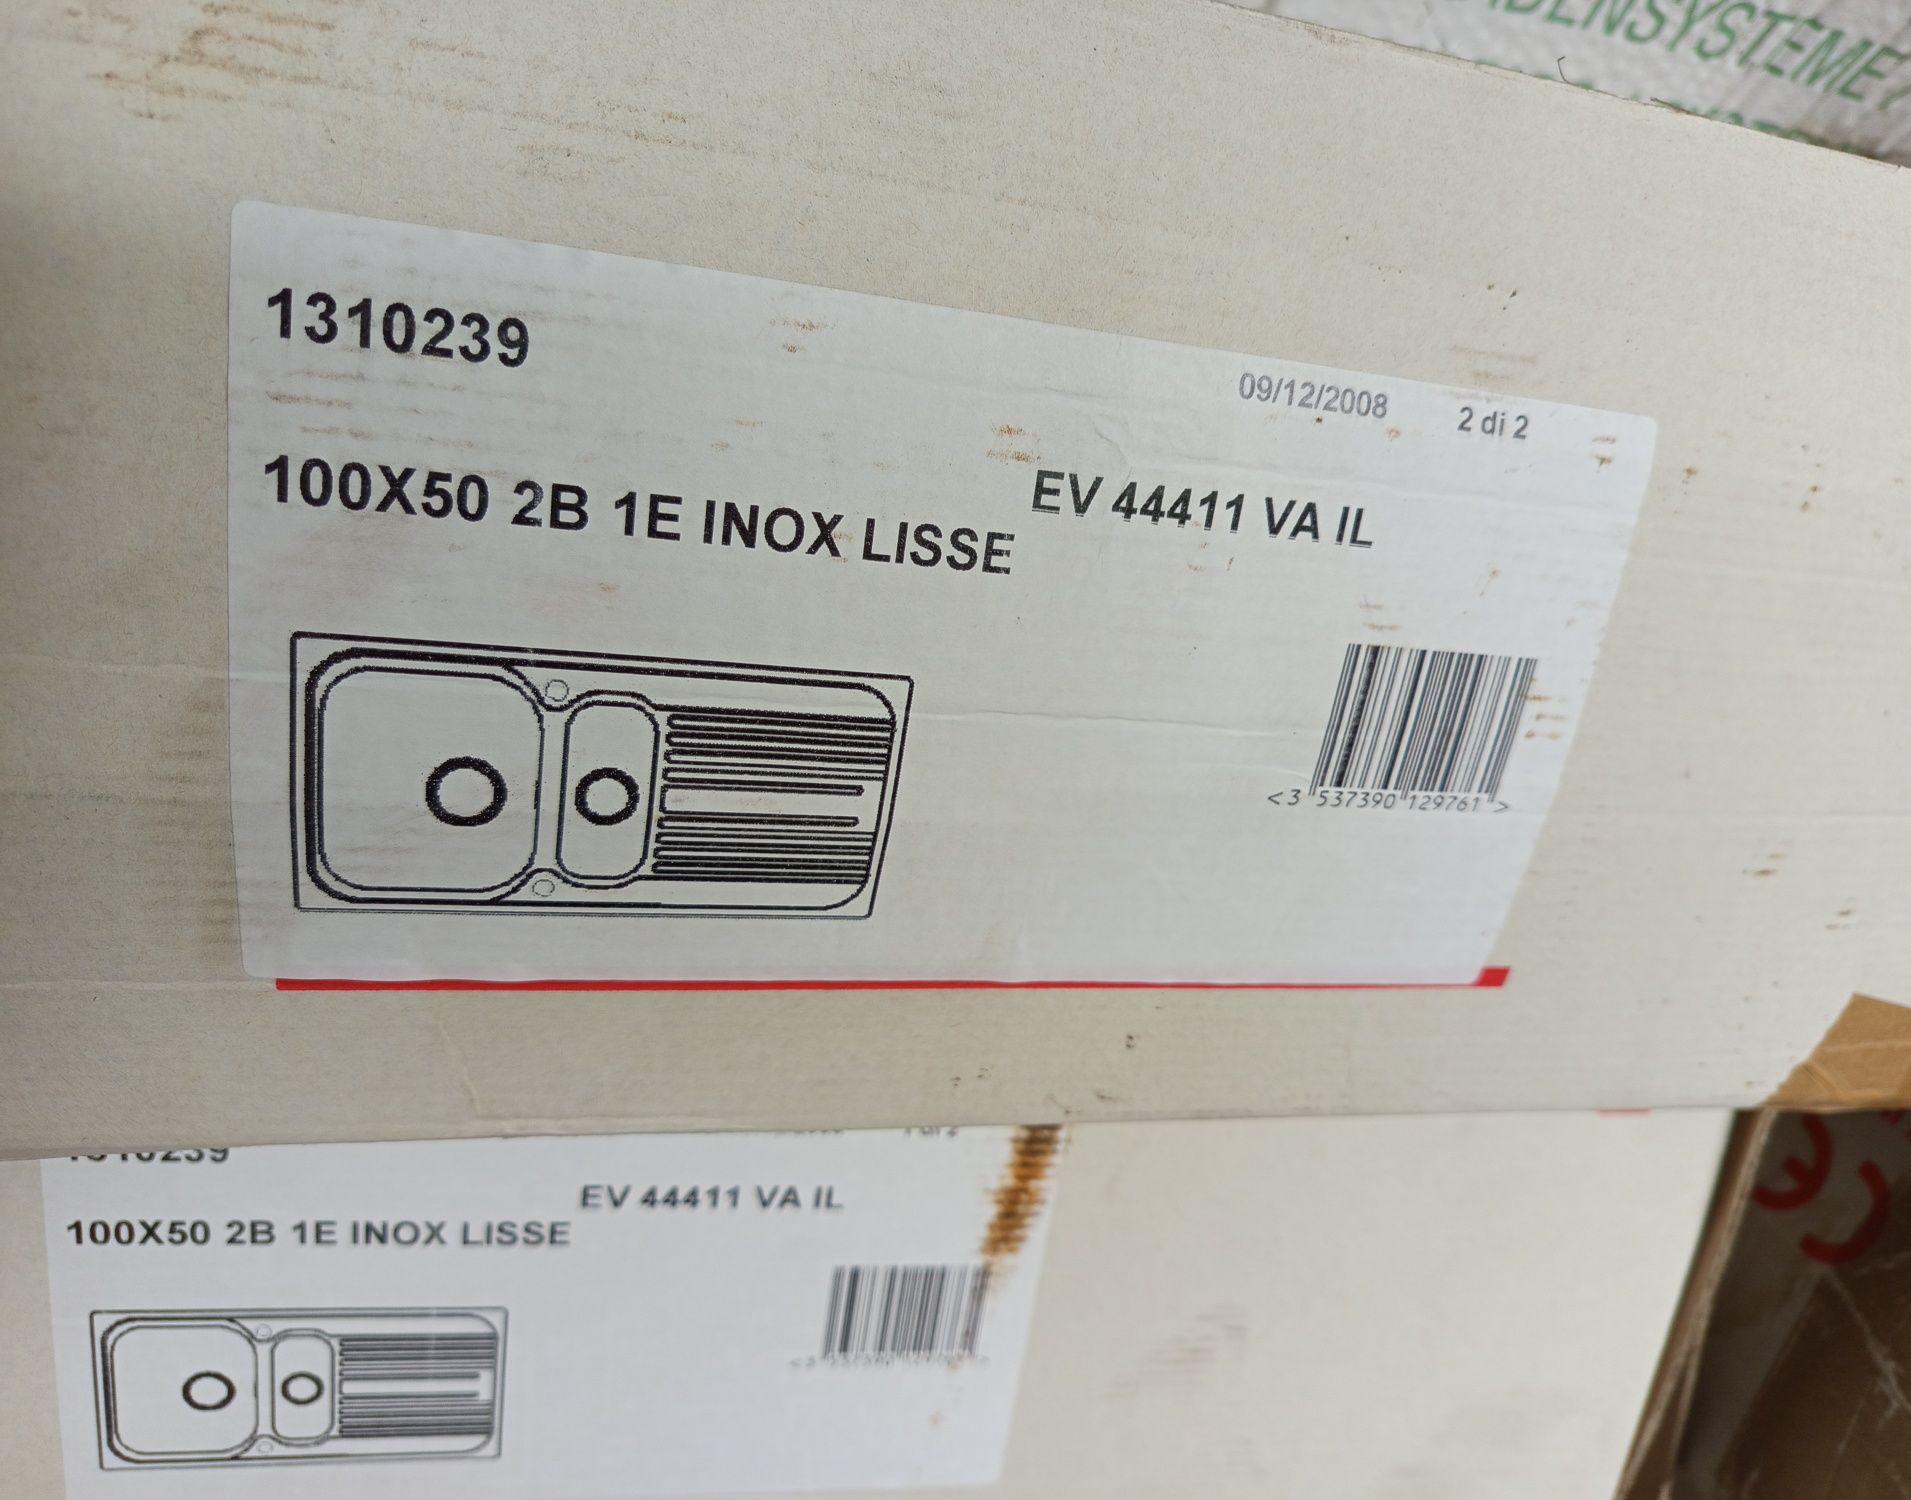 1310239
09/12/2008 2 di 2
100X50 2B 1E INOX LISSE EV 44411 VA IL
<3 537390 129761>
1310239
EV 44411 VA IL
100X50 2B 1E INOX LISSE